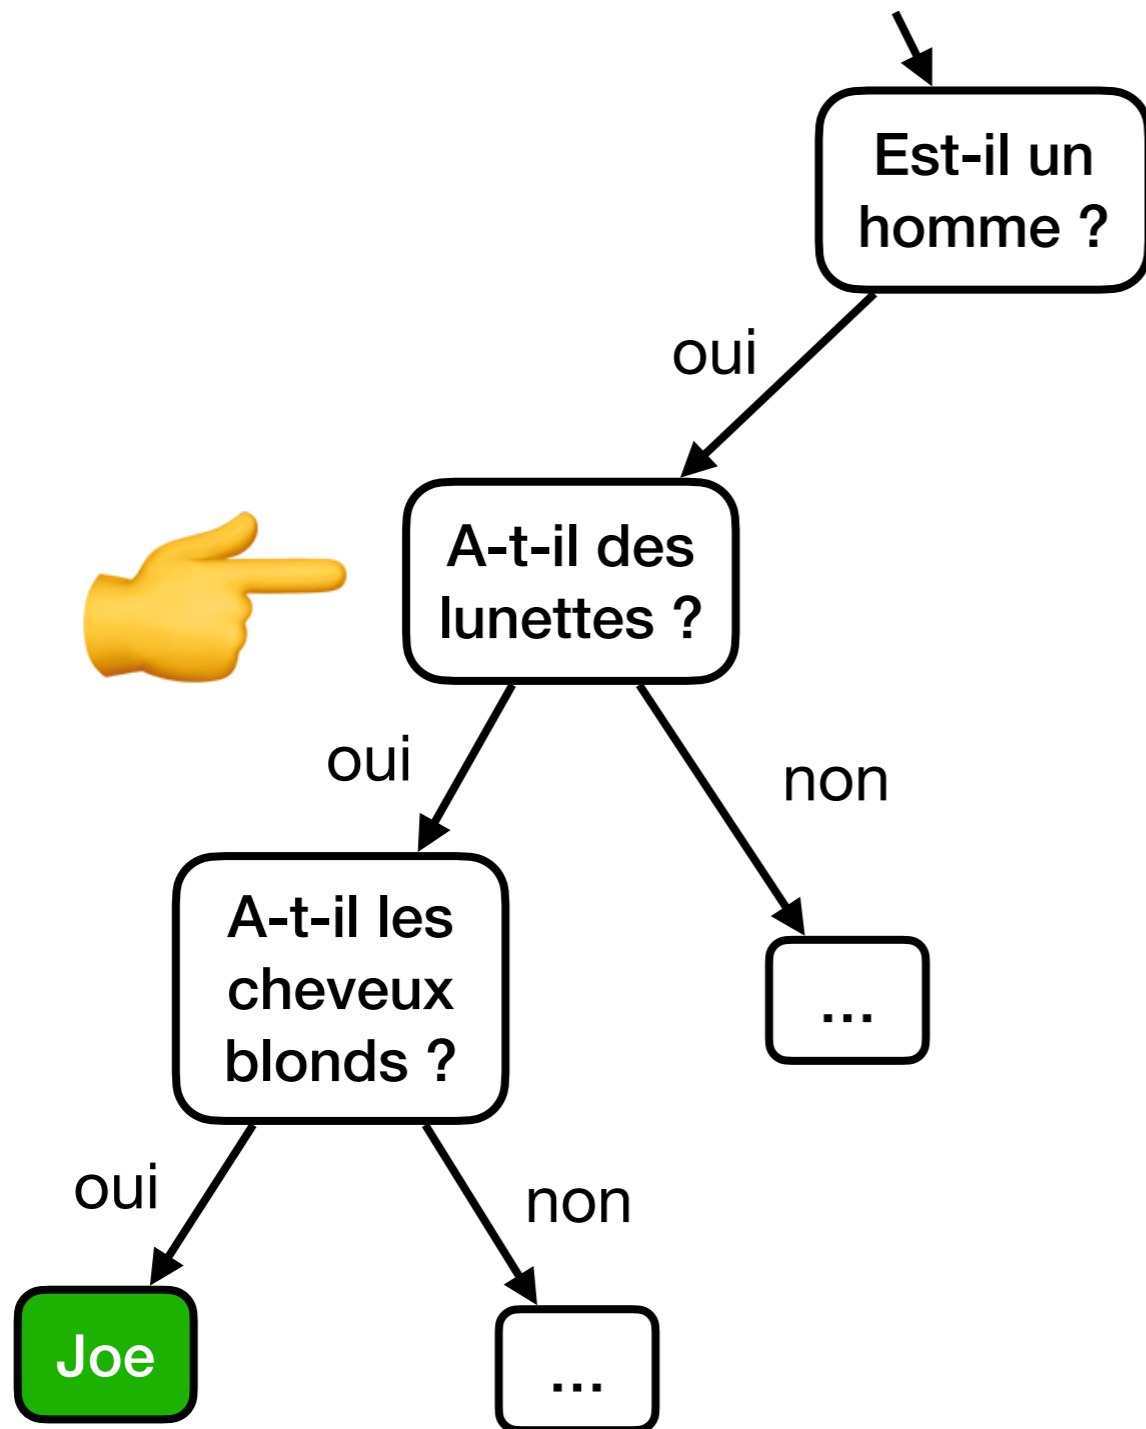 Est-il un
homme ?
oui
A-t-il des
lunettes ?
oui
non
A-t-il les
cheveux
blonds ?
...
oui
non
Joe
...